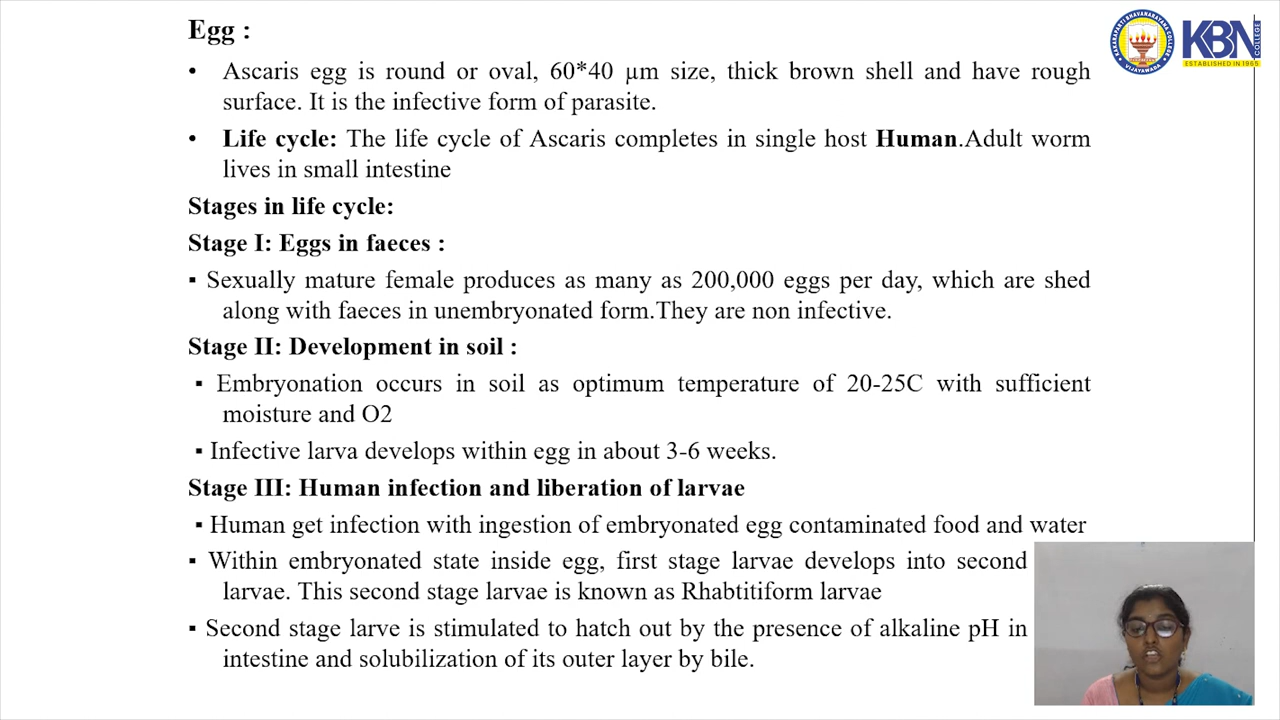 Egg :
• Ascaris egg is round or oval, 60*40 µm size, thick brown shell and have rough
surface. It is the infective form of parasite.
• Life cycle: The life cycle of Ascaris completes in single host Human.Adult worm
lives in small intestine
Stages in life cycle:
Stage I: Eggs in faeces :
▪ Sexually mature female produces as many as 200,000 eggs per day, which are shed
along with faeces in unembryonated form.They are non infective.
Stage II: Development in soil :
▪ Embryonation occurs in soil as optimum temperature of 20-25C with sufficient
moisture and O2
▪ Infective larva develops within egg in about 3-6 weeks.
Stage III: Human infection and liberation of larvae
▪ Human get infection with ingestion of embryonated egg contaminated food and water
▪ Within embryonated state inside egg, first stage larvae develops into second
larvae. This second stage larvae is known as Rhabtitiform larvae
▪ Second stage larve is stimulated to hatch out by the presence of alkaline pH in
intestine and solubilization of its outer layer by bile.
KAKARAPARTI BHAVANARAYANA COLLEGE
VIJAYAWADA
KBN
COLLEGE
ESTABLISHED IN 1965